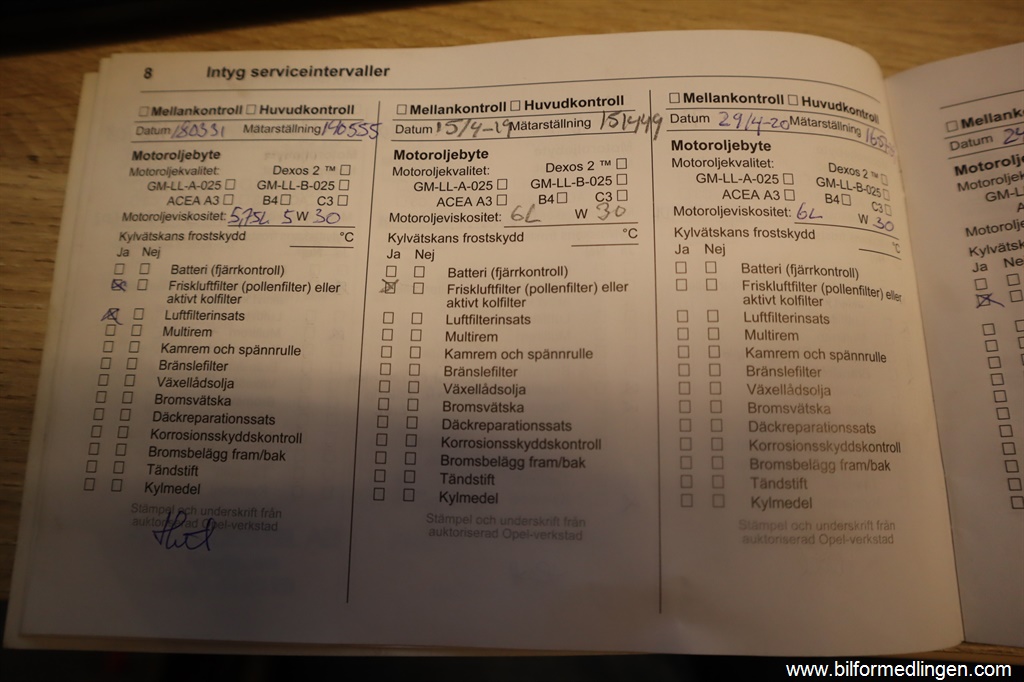 8 Intyg serviceintervaller
Mellankontroll Huvudkontroll
Datum 180331 Mätarställning 140555
Motoroljebyte
Motoroljekvalitet: Dexos 2 ™
GM-LL-A-025 GM-LL-B-025
ACEA A3 B4 C3
Motoroljeviskositet: 5,75L 5 W 30
Kylvätskans frostskydd °C
Ja Nej
Batteri (fjärrkontroll)
Friskluftfilter (pollenfilter) eller
aktivt kolfilter
Luftfilterinsats
Multirem
Kamrem och spännrulle
Bränslefilter
Växellådsolja
Bromsvätska
Däckreparationssats
Korrosionsskyddskontroll
Bromsbelägg fram/bak
Tändstift
Kylmedel
Stämpel och underskrift från
auktoriserad Opel-verkstad
Mellankontroll Huvudkontroll
Datum 15/4-19 Mätarställning 151449
Motoroljebyte
Motoroljekvalitet: Dexos 2 ™
GM-LL-A-025 GM-LL-B-025
ACEA A3 B4 C3
Motoroljeviskositet: 6L W 30
Kylvätskans frostskydd °C
Ja Nej
Batteri (fjärrkontroll)
Friskluftfilter (pollenfilter) eller
aktivt kolfilter
Luftfilterinsats
Multirem
Kamrem och spännrulle
Bränslefilter
Växellådsolja
Bromsvätska
Däckreparationssats
Korrosionsskyddskontroll
Bromsbelägg fram/bak
Tändstift
Kylmedel
Stämpel och underskrift från
auktoriserad Opel-verkstad
Mellankontroll Huvudkontroll
Datum 29/4-20 Mätarställning
Motoroljebyte
Motoroljekvalitet: Dexos 2 ™
GM-LL-A-025 GM-LL-B-025
ACEA A3 B4 C3
Motoroljeviskositet: 6L W 30
Kylvätskans frostskydd °C
Ja Nej
Batteri (fjärrkontroll)
Friskluftfilter (pollenfilter) eller
aktivt kolfilter
Luftfilterinsats
Multirem
Kamrem och spännrulle
Bränslefilter
Växellådsolja
Bromsvätska
Däckreparationssats
Korrosionsskyddskontroll
Bromsbelägg fram/bak
Tändstift
Kylmedel
Stämpel och underskrift från
auktoriserad Opel-verkstad
Datum
Ja Nej
www.bilformedlingen.com